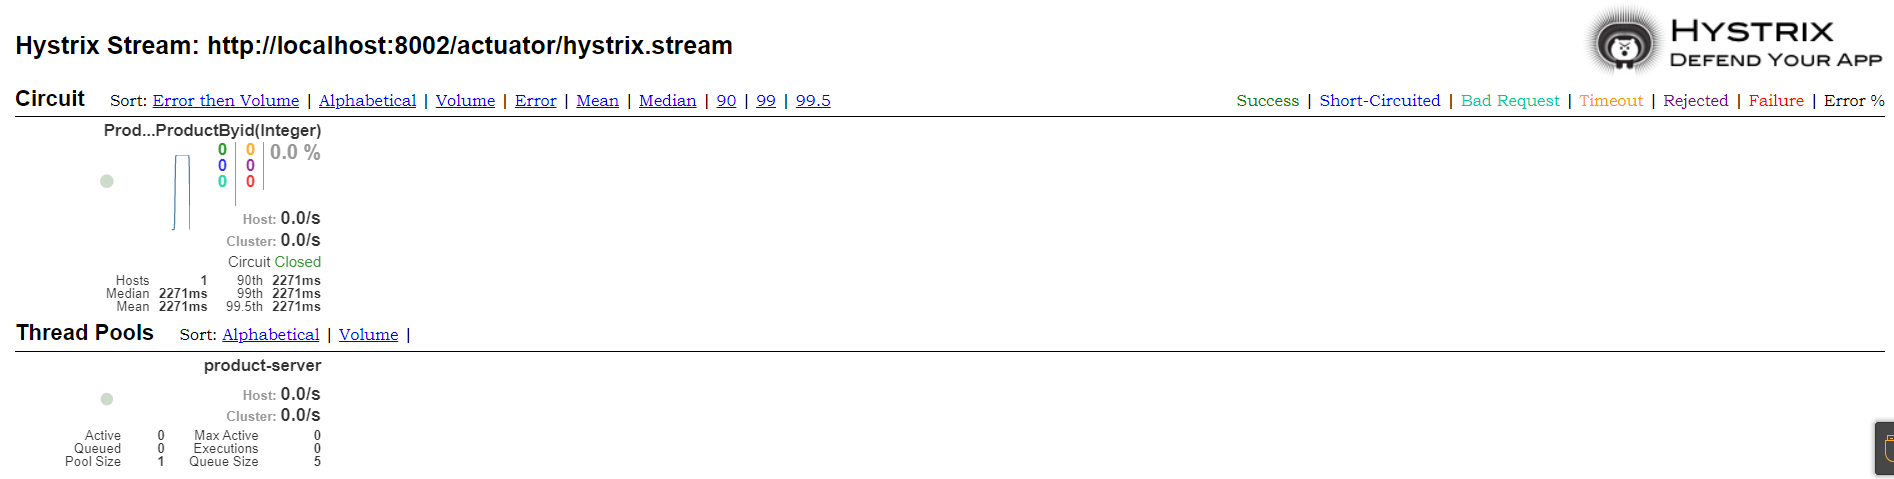 Hystrix Stream: http://localhost:8002/actuator/hystrix.stream
HYSTRIX
DEFEND YOUR APP
Circuit Sort: Error then Volume | Alphabetical | Volume | Error | Mean | Median | 90 | 99 | 99.5
Success | Short-Circuited | Bad Request | Timeout | Rejected | Failure | Error %
Prod...ProductByid(Integer)
0 0 0.0 %
0 0
0 0
Host: 0.0/s
Cluster: 0.0/s
Circuit Closed
Hosts 1 90th 2271ms
Median 2271ms 99th 2271ms
Mean 2271ms 99.5th 2271ms
Thread Pools Sort: Alphabetical | Volume |
product-server
Host: 0.0/s
Cluster: 0.0/s
Active 0 Max Active 0
Queued 0 Executions 0
Pool Size 1 Queue Size 5